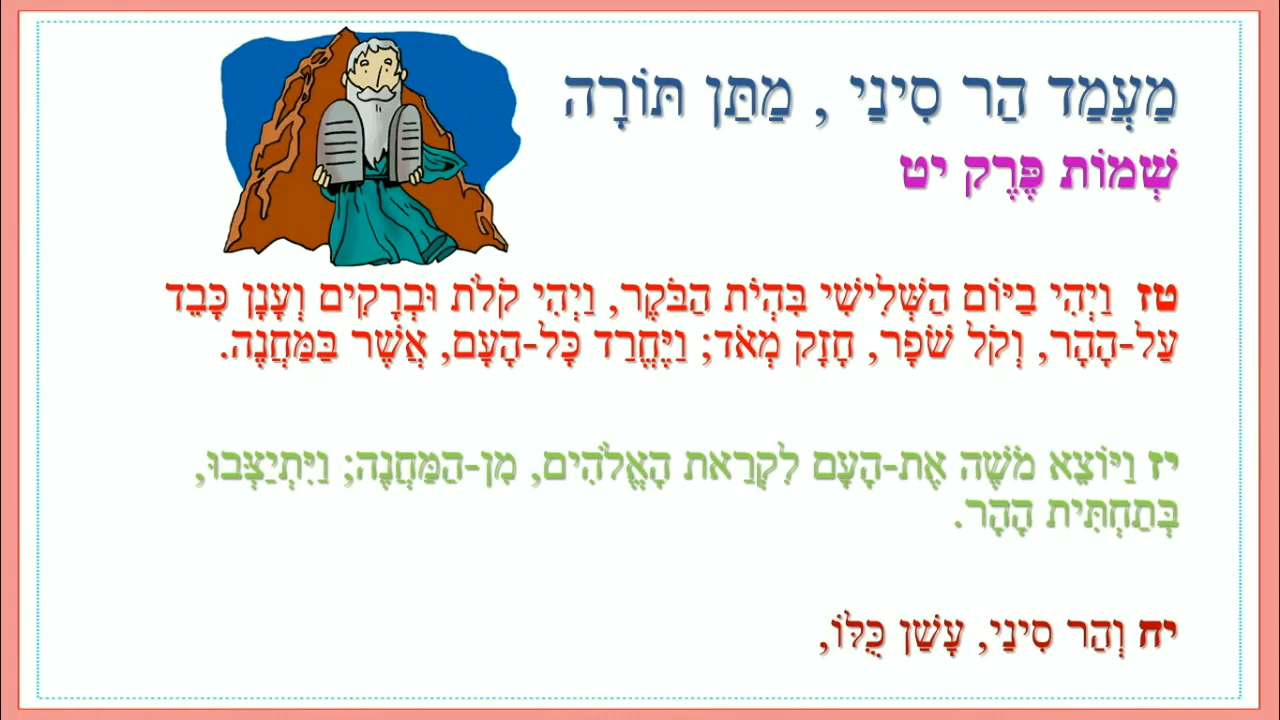 מַעֲמַד הַר סִינַי , מַתַּן תּוֹרָה
שְׁמוֹת פֶּרֶק יט
טז וַיְהִי בַיּוֹם הַשְּׁלִישִׁי בִּהְיֹת הַבֹּקֶר, וַיְהִי קֹלֹת וּבְרָקִים וְעָנָן כָּבֵד
עַל-הָהָר, וְקֹל שֹׁפָר, חָזָק מְאֹד; וַיֶּחֱרַד כָּל-הָעָם, אֲשֶׁר בַּמַּחֲנֶה.
יז וַיּוֹצֵא מֹשֶׁה אֶת-הָעָם לִקְרַאת הָאֱלֹהִים, מִן-הַמַּחֲנֶה; וַיִּתְיַצְּבוּ,
בְּתַחְתִּית הָהָר.
יח וְהַר סִינַי, עָשַׁן כֻּלּוֹ,